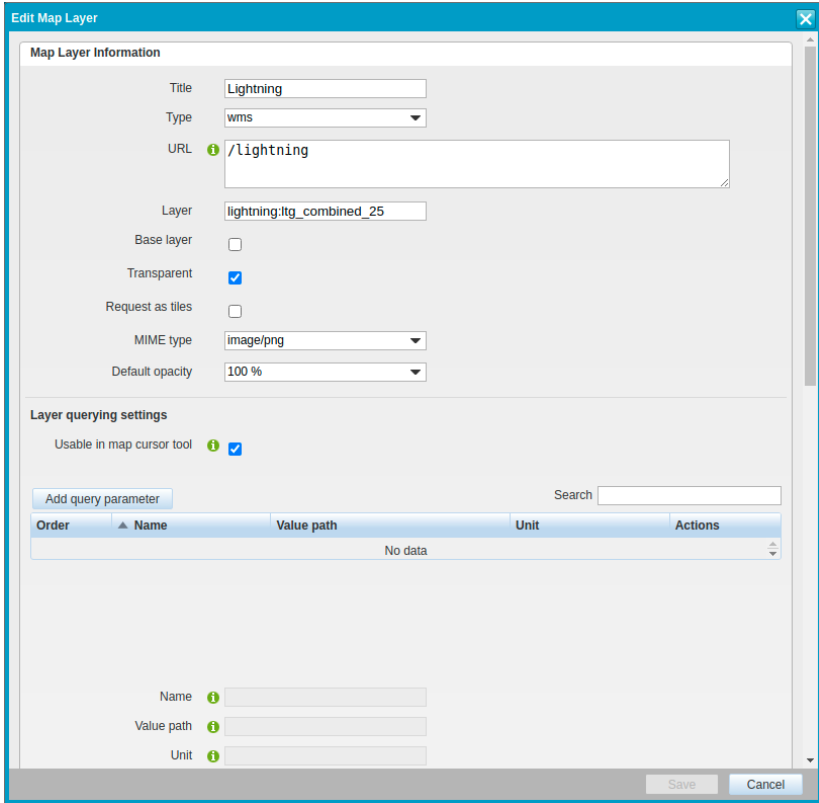 Edit Map Layer
Map Layer Information
Title Lightning
Type wms
URL /lightning
Layer lightning:ltg_combined_25
Base layer
Transparent
Request as tiles
MIME type image/png
Default opacity 100 %
Layer querying settings
Usable in map cursor tool
Add query parameter Search
Order Name Value path Unit Actions
No data
Name
Value path
Unit
Save Cancel